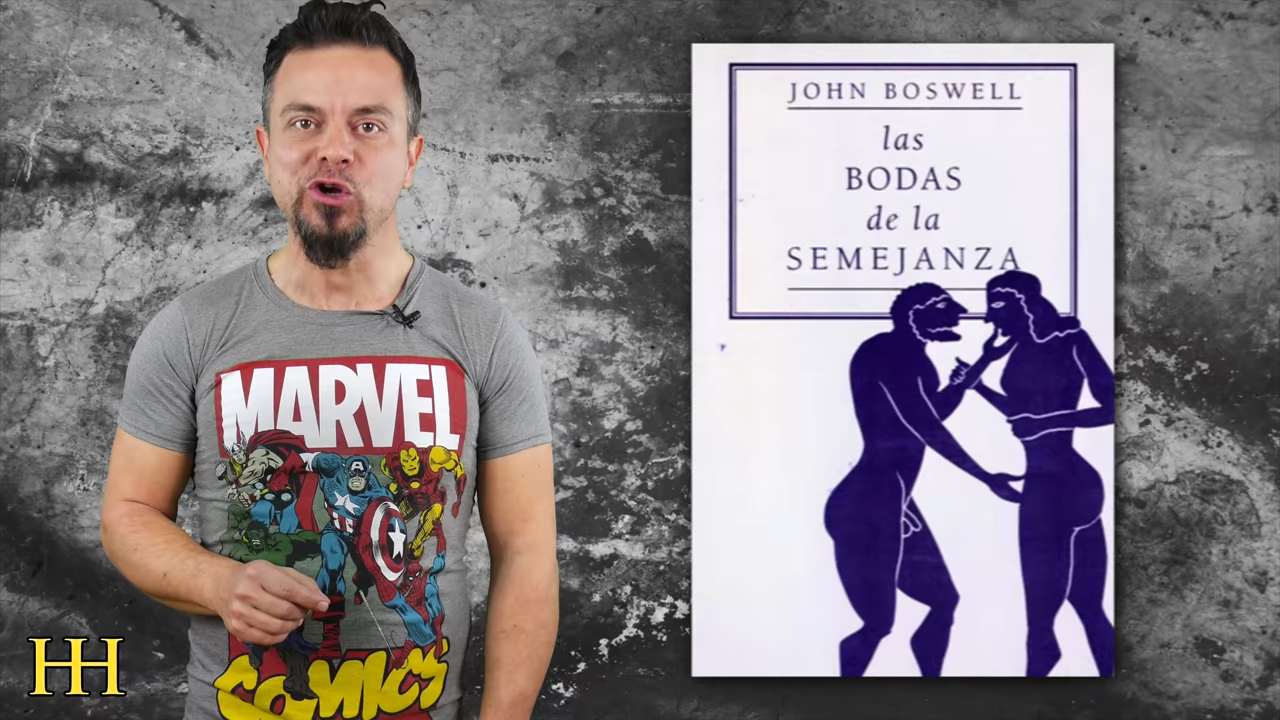 MARVEL
COMICS
HH
JOHN BOSWELL
las
BODAS
de la
SEMEJANZA